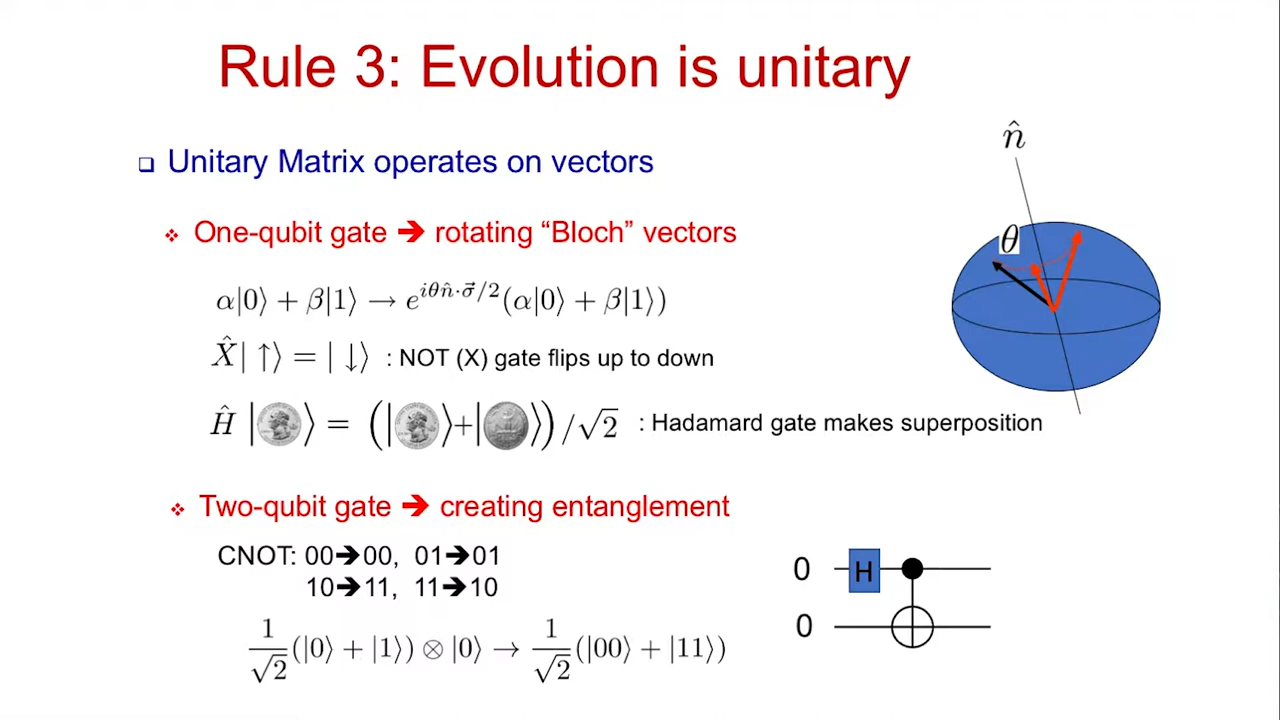 Rule 3: Evolution is unitary
❑ Unitary Matrix operates on vectors
❖ One-qubit gate ➔ rotating “Bloch” vectors
α|0⟩ + β|1⟩ → e^{iθn̂·σ⃗/2}(α|0⟩ + β|1⟩)
X̂| ↑⟩ = | ↓⟩ : NOT (X) gate flips up to down
Ĥ | ⟩ = (| ⟩+| ⟩)/√2 : Hadamard gate makes superposition
❖ Two-qubit gate ➔ creating entanglement
CNOT: 00➔00, 01➔01
10➔11, 11➔10
1/√2(|0⟩ + |1⟩) ⊗ |0⟩ → 1/√2(|00⟩ + |11⟩)
n̂
θ
0 H
0